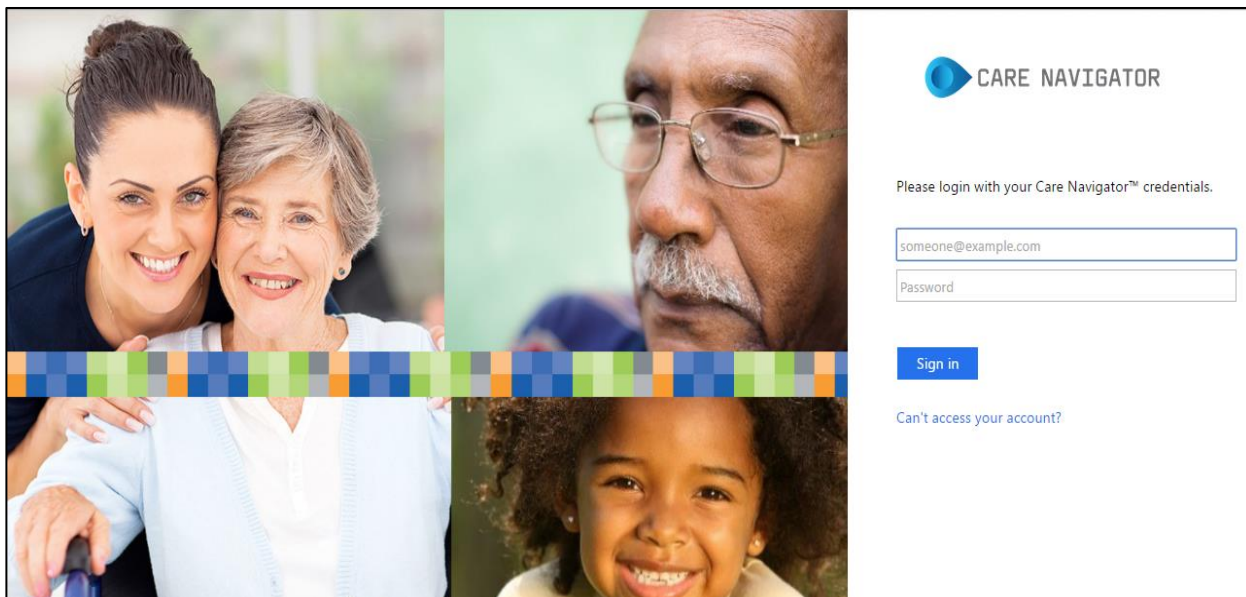 CARE NAVIGATOR
Please login with your Care Navigator™ credentials.
someone@example.com
Password
Sign in
Can't access your account?